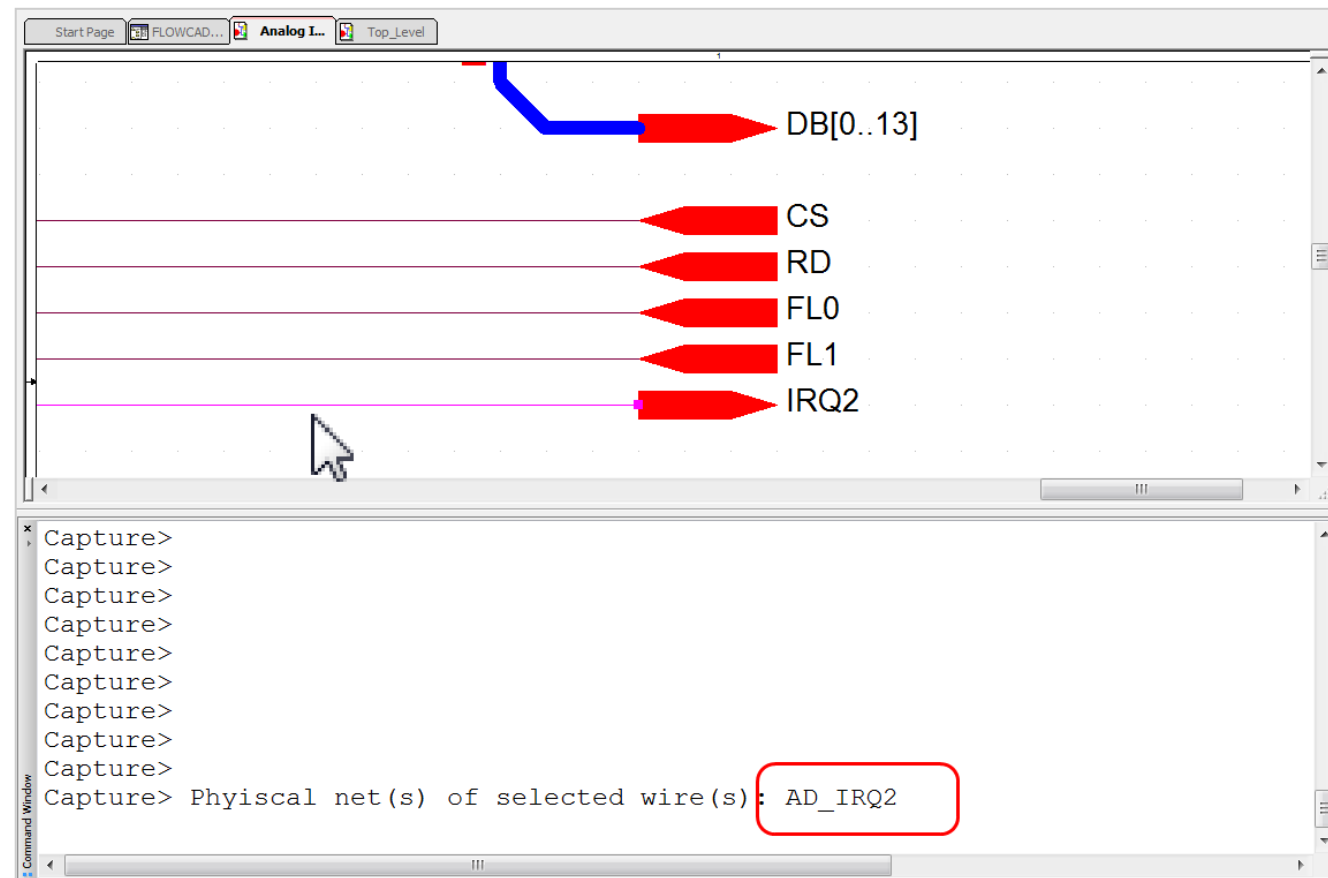 Start Page FLOWCAD... Analog I... Top_Level
1
DB[0..13]
CS
RD
FL0
FL1
IRQ2
Capture>
Capture>
Capture>
Capture>
Capture>
Capture>
Capture>
Capture>
Capture>
Capture> Phyiscal net(s) of selected wire(s): AD_IRQ2
Command Window